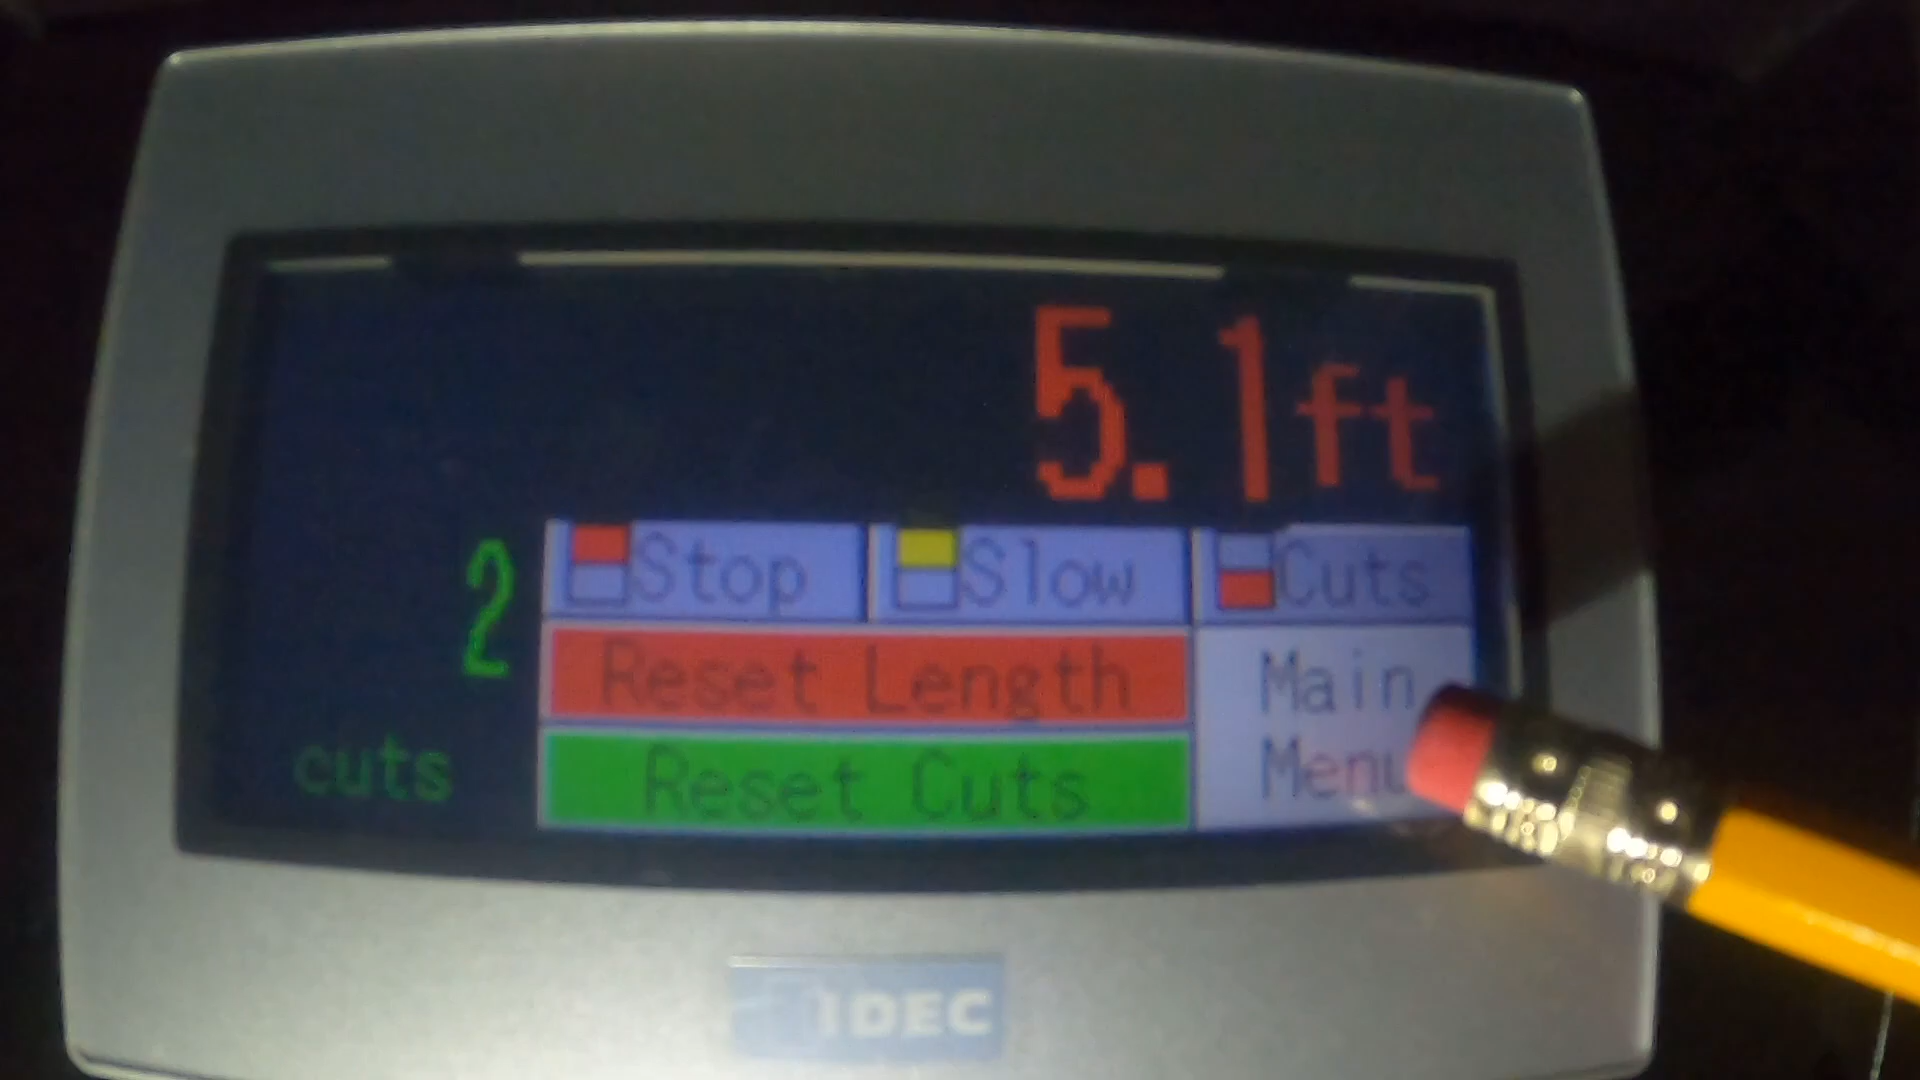 5.1ft
2
cuts
Stop
Slow
Cuts
Reset Length
Reset Cuts
Main
Menu
IDEC